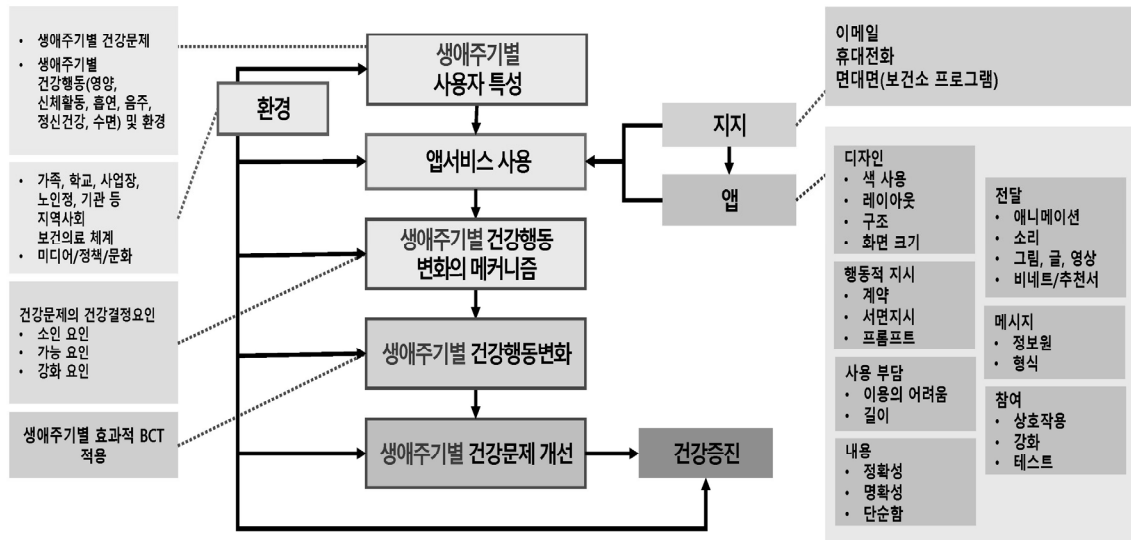 • 생애주기별 건강문제
• 생애주기별
건강행동(영양,
신체활동, 흡연, 음주,
정신건강, 수면) 및 환경
• 가족, 학교, 사업장,
노인정, 기관 등
지역사회
보건의료 체계
• 미디어/정책/문화
건강문제의 건강결정요인
• 소인 요인
• 가능 요인
• 강화 요인
생애주기별 효과적 BCT
적용
환경
생애주기별
사용자 특성
앱서비스 사용
생애주기별 건강행동
변화의 메커니즘
생애주기별 건강행동변화
생애주기별 건강문제 개선
건강증진
지지
앱
이메일
휴대전화
면대면(보건소 프로그램)
디자인
• 색 사용
• 레이아웃
• 구조
• 화면 크기
행동적 지시
• 계약
• 서면지시
• 프롬프트
사용 부담
• 이용의 어려움
• 길이
내용
• 정확성
• 명확성
• 단순함
전달
• 애니메이션
• 소리
• 그림, 글, 영상
• 비네트/추천서
메시지
• 정보원
• 형식
참여
• 상호작용
• 강화
• 테스트